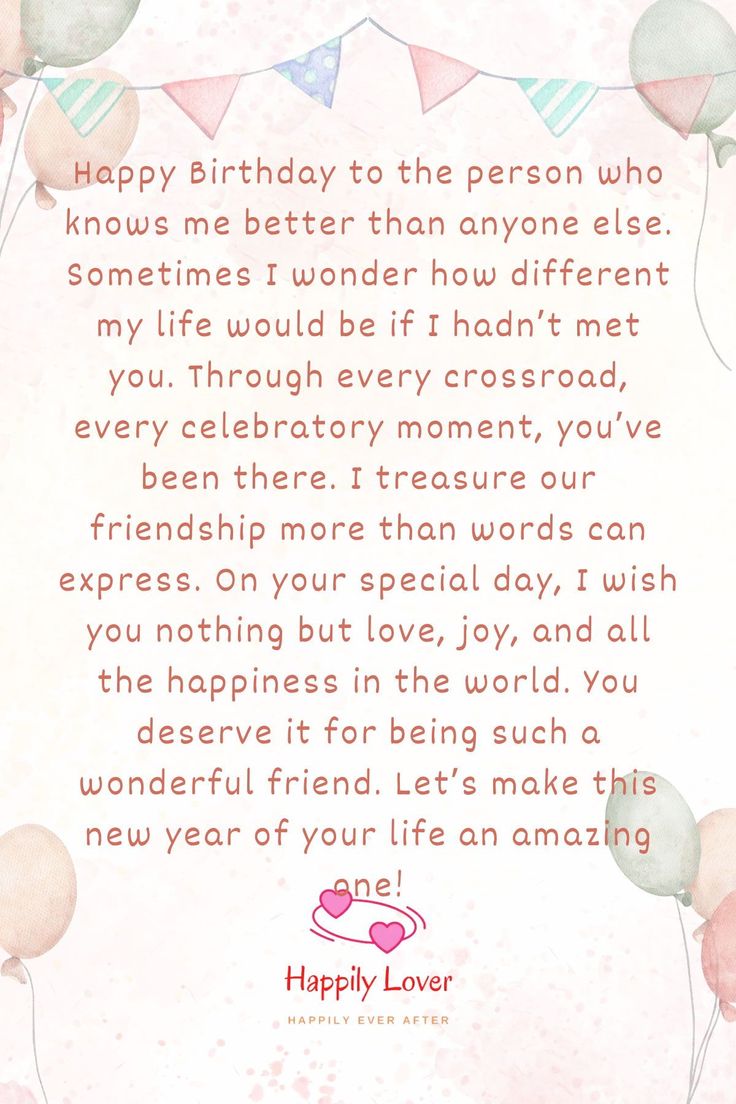 Happy Birthday to the person who
knows me better than anyone else.
Sometimes I wonder how different
my life would be if I hadn't met
you. Through every crossroad,
every celebratory moment, you've
been there. I treasure our
friendship more than words can
express. On your special day, I wish
you nothing but love, joy, and all
the happiness in the world. You
deserve it for being such a
wonderful friend. Let's make this
new year of your life an amazing
one!
Happily Lover
HAPPILY EVER AFTER